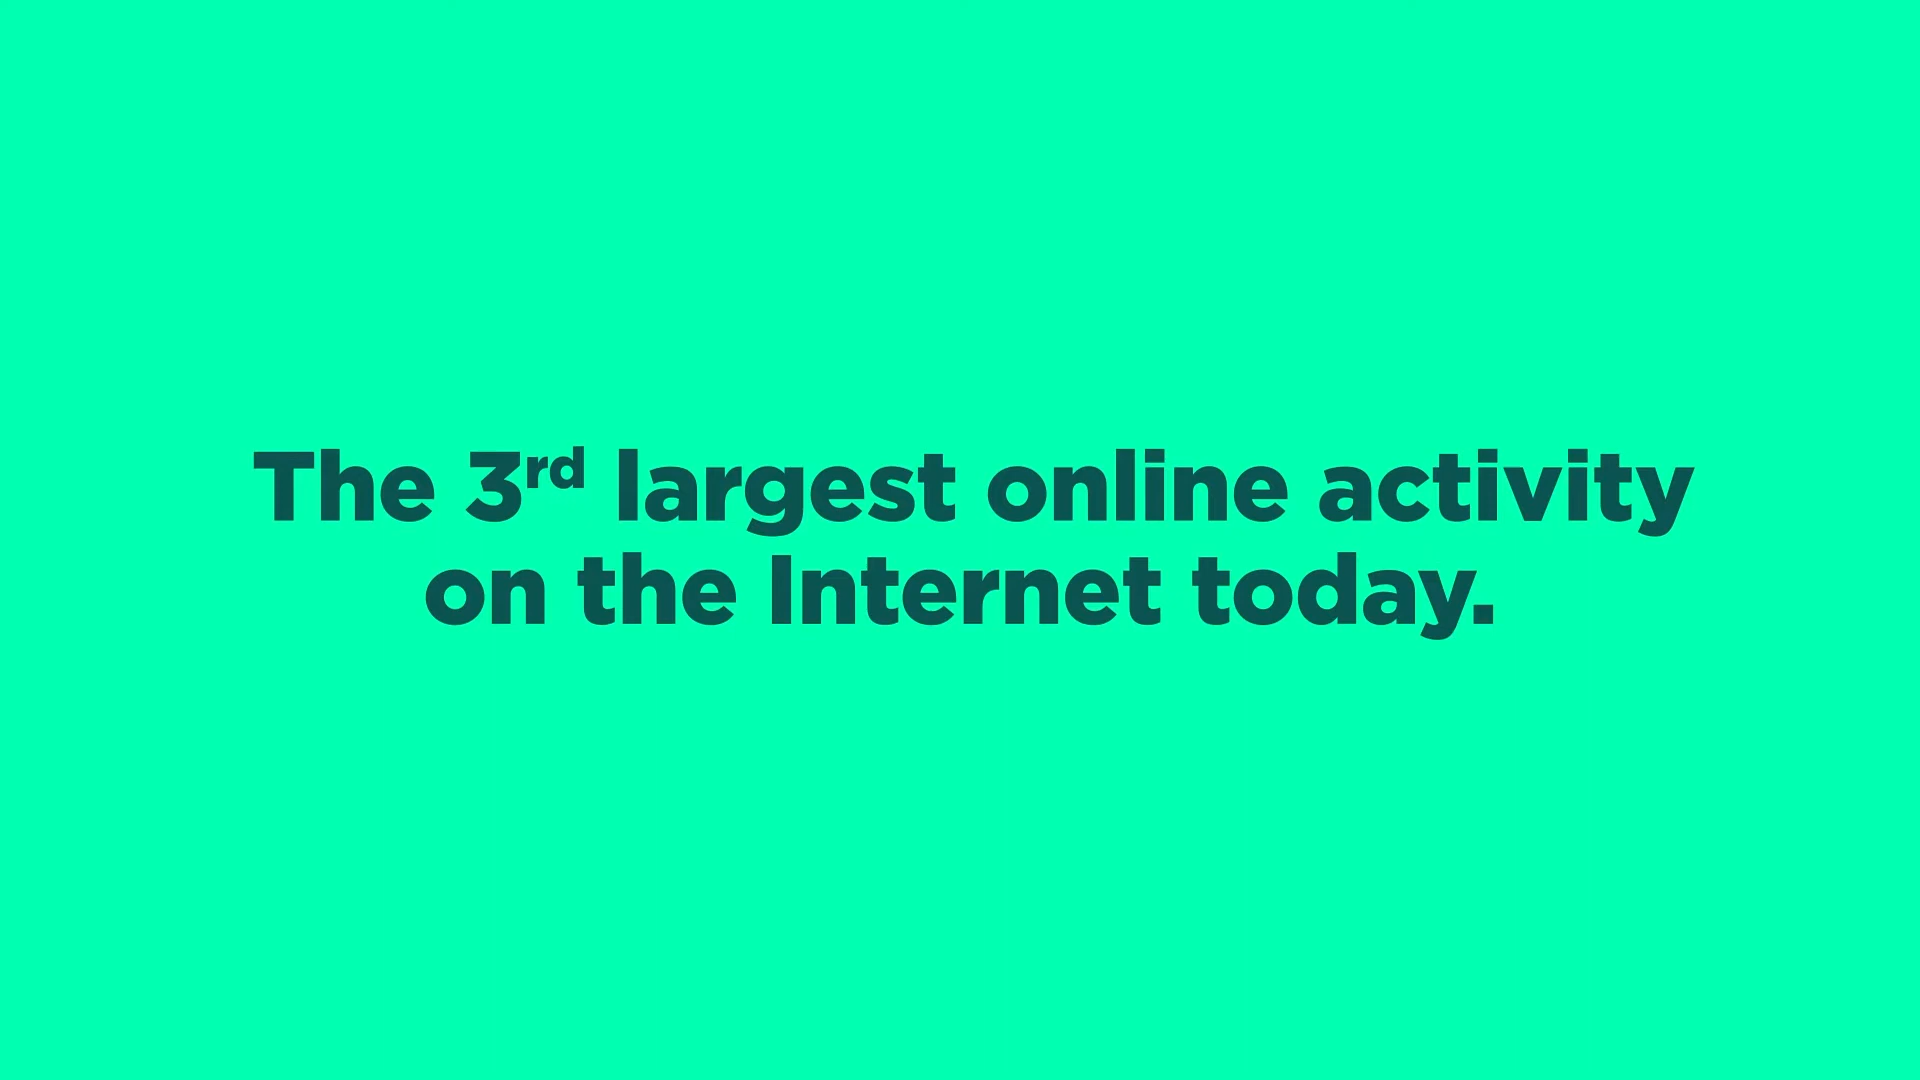 The 3rd largest online activity
on the Internet today.